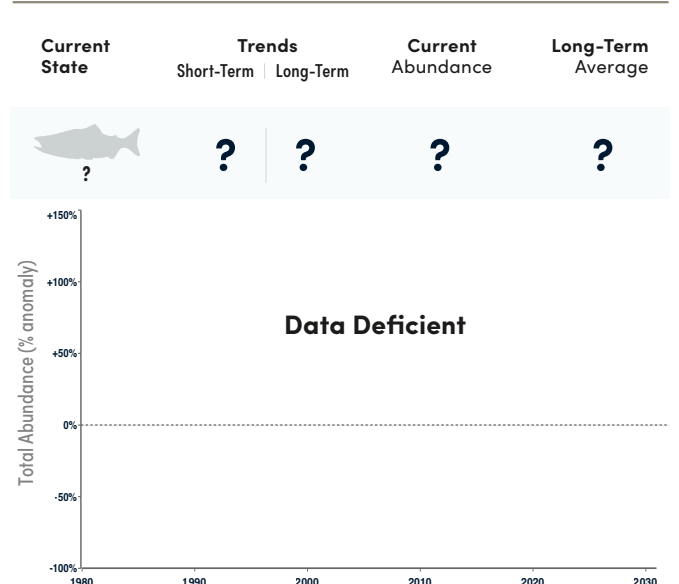 Current State
Trends
Short-Term | Long-Term
Current Abundance
Long-Term Average
?
? ?
?
?
+150%
+100%
Data Deficient
+50%
0%
-50%
-100%
Total Abundance (% anomaly)
1980 1990 2000 2010 2020 2030